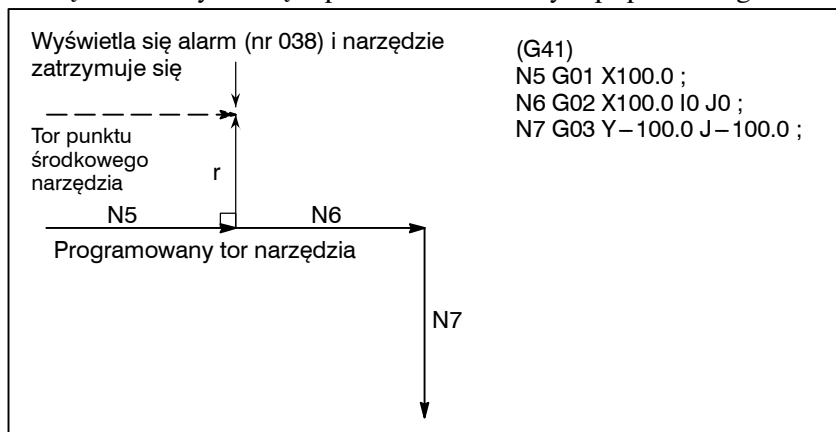 Wyświetla się alarm (nr 038) i narzędzie
zatrzymuje się
Tor punktu
środkowego
narzędzia
r
N5
N6
Programowany tor narzędzia
N7
(G41)
N5 G01 X100.0 ;
N6 G02 X100.0 I0 J0 ;
N7 G03 Y–100.0 J–100.0 ;